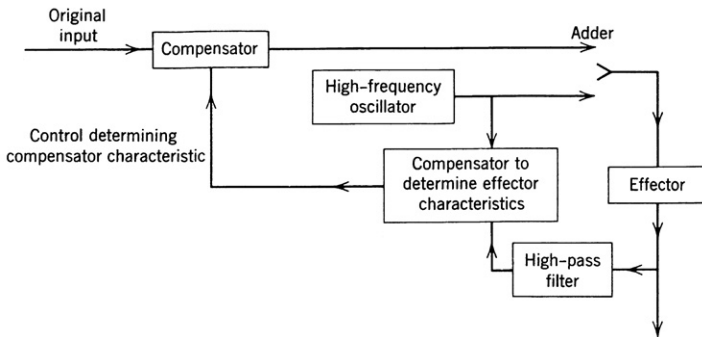 Original
input
Compensator
Adder
High-frequency
oscillator
Control determining
compensator characteristic
Compensator to
determine effector
characteristics
Effector
High-pass
filter